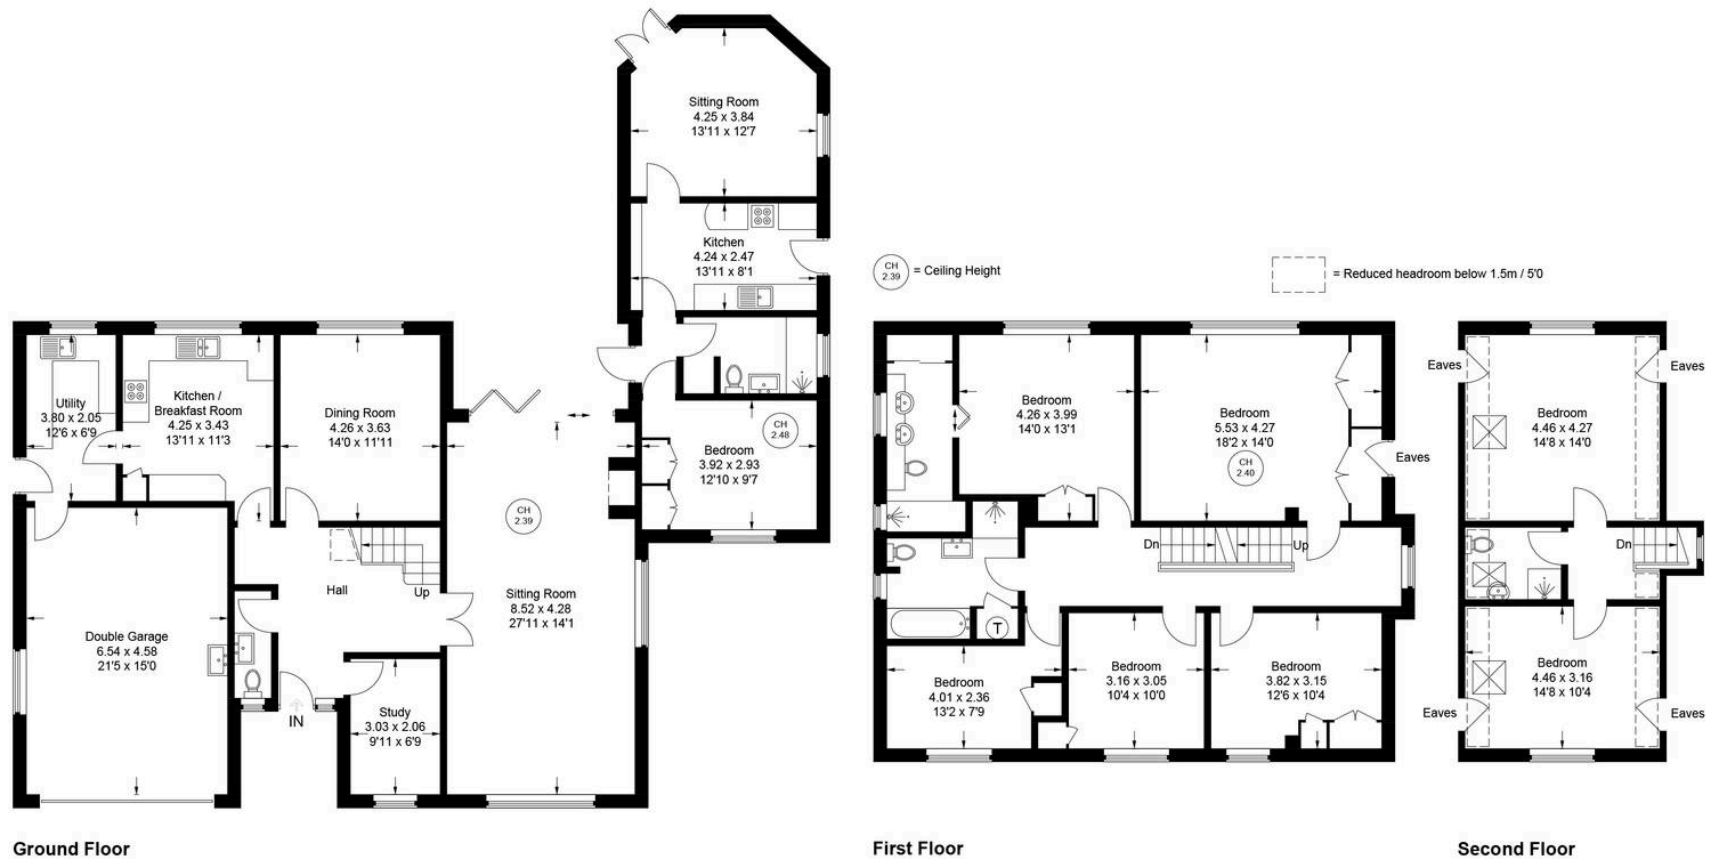 Sitting Room
4.25 x 3.84
13'11 x 12'7
Kitchen
4.24 x 2.47
13'11 x 8'1
CH
2.48
Bedroom
3.92 x 2.93
12'10 x 9'7
Utility
3.80 x 2.05
12'6 x 6'9
Kitchen /
Breakfast Room
4.25 x 3.43
13'11 x 11'3
Dining Room
4.26 x 3.63
14'0 x 11'11
CH
2.39
Sitting Room
8.52 x 4.28
27'11 x 14'1
Hall
Up
Double Garage
6.54 x 4.58
21'5 x 15'0
IN
Study
3.03 x 2.06
9'11 x 6'9
Ground Floor
CH
2.39
= Ceiling Height
= Reduced headroom below 1.5m / 5'0
Bedroom
4.26 x 3.99
14'0 x 13'1
Bedroom
5.53 x 4.27
18'2 x 14'0
CH
2.40
Eaves
Dn
Up
T
Bedroom
4.01 x 2.36
13'2 x 7'9
Bedroom
3.16 x 3.05
10'4 x 10'0
Bedroom
3.82 x 3.15
12'6 x 10'4
First Floor
Eaves
Eaves
Bedroom
4.46 x 4.27
14'8 x 14'0
Dn
Bedroom
4.46 x 3.16
14'8 x 10'4
Eaves
Eaves
Second Floor